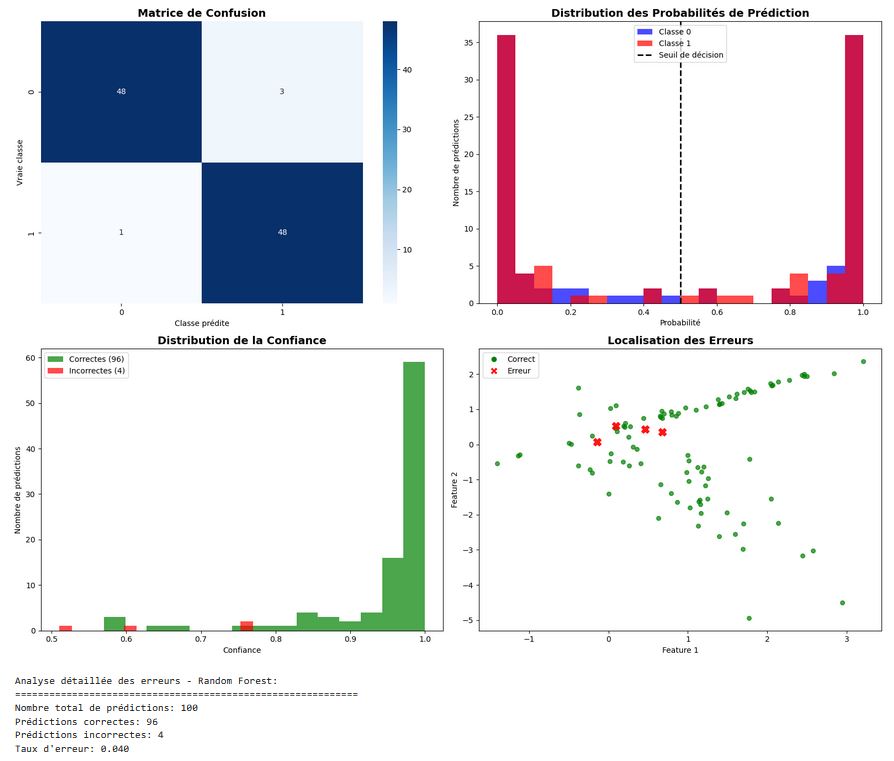 Matrice de Confusion
48
3
1
48
0
1
Vraie classe
0
1
Classe prédite
40
30
20
10
Distribution des Probabilités de Prédiction
Classe 0
Classe 1
Seuil de décision
35
30
25
20
15
10
5
0
Nombre de prédictions
0.0
0.2
0.4
0.6
0.8
1.0
Probabilité
Distribution de la Confiance
Correctes (96)
Incorrectes (4)
60
50
40
30
20
10
0
Nombre de prédictions
0.5
0.6
0.7
0.8
0.9
1.0
Confiance
Localisation des Erreurs
Correct
Erreur
2
1
0
−1
−2
−3
−4
−5
Feature 2
−1
0
1
2
3
Feature 1
Analyse détaillée des erreurs - Random Forest:
============================================================
Nombre total de prédictions: 100
Prédictions correctes: 96
Prédictions incorrectes: 4
Taux d'erreur: 0.040